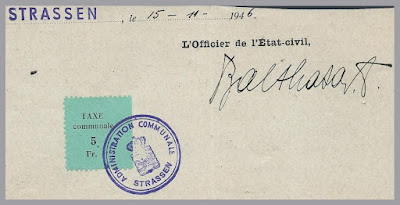 STRASSEN, le 15-11-1946
L'Officier de l'État-civil,
Balthasar
TAXE
communale
5
Fr.
ADMINISTRATION COMMUNALE
STRASSEN